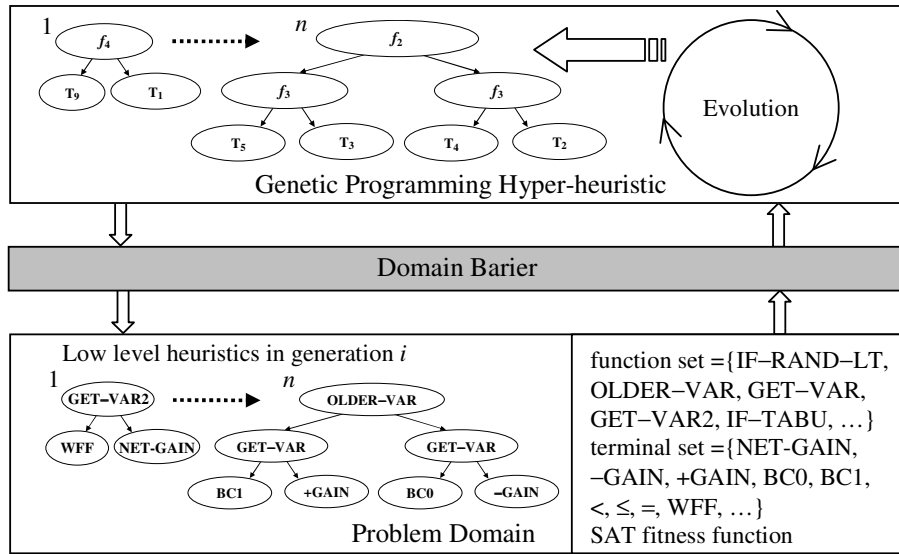 1
n
f4
f2
T9
T1
f3
f3
T5
T3
T4
T2
Evolution
Genetic Programming Hyper-heuristic
Domain Barier
Low level heuristics in generation i
1
n
GET–VAR2
OLDER–VAR
WFF
NET-GAIN
GET–VAR
GET–VAR
BC1
+GAIN
BC0
–GAIN
Problem Domain
function set ={IF–RAND–LT,
OLDER–VAR, GET–VAR,
GET–VAR2, IF–TABU, …}
terminal set ={NET-GAIN,
–GAIN, +GAIN, BC0, BC1,
<, ≤, =, WFF, …}
SAT fitness function